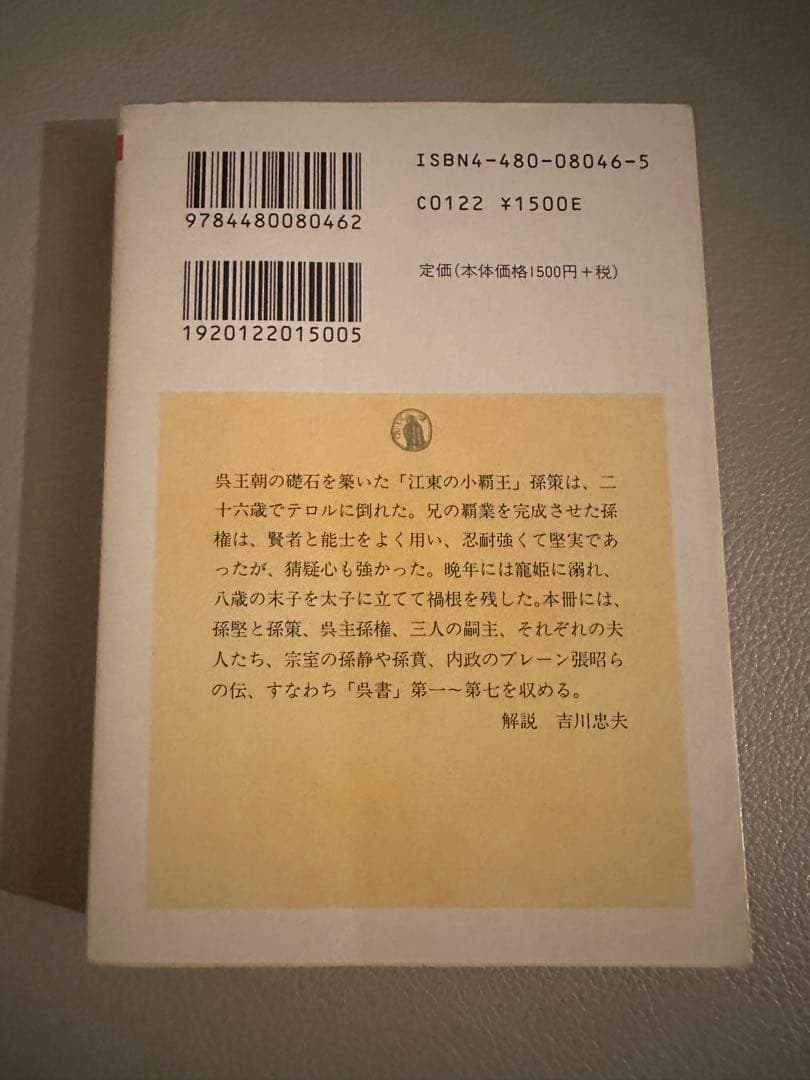 9784480080462
1920122015005
ISBN4-480-08046-5
C0122 ¥1500E
定価(本体価格1500円+税)
呉王朝の礎石を築いた「江東の小覇王」孫策は、二
十六歳でテロルに倒れた。兄の覇業を完成させた孫
権は、賢者と能士をよく用い、忍耐強くて堅実であ
ったが、猜疑心も強かった。晩年には寵姫に溺れ、
八歳の末子を太子に立てて禍根を残した。本冊には、
孫堅と孫策、呉主孫権、三人の嗣主、それぞれの夫
人たち、宗室の孫静や孫賁、内政のブレーン張昭ら
の伝、すなわち「呉書」第一〜第七を収める。
解説 吉川忠夫